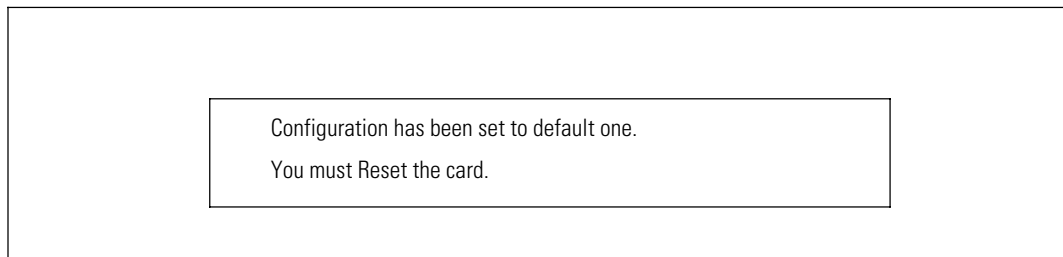 Configuration has been set to default one.
You must Reset the card.